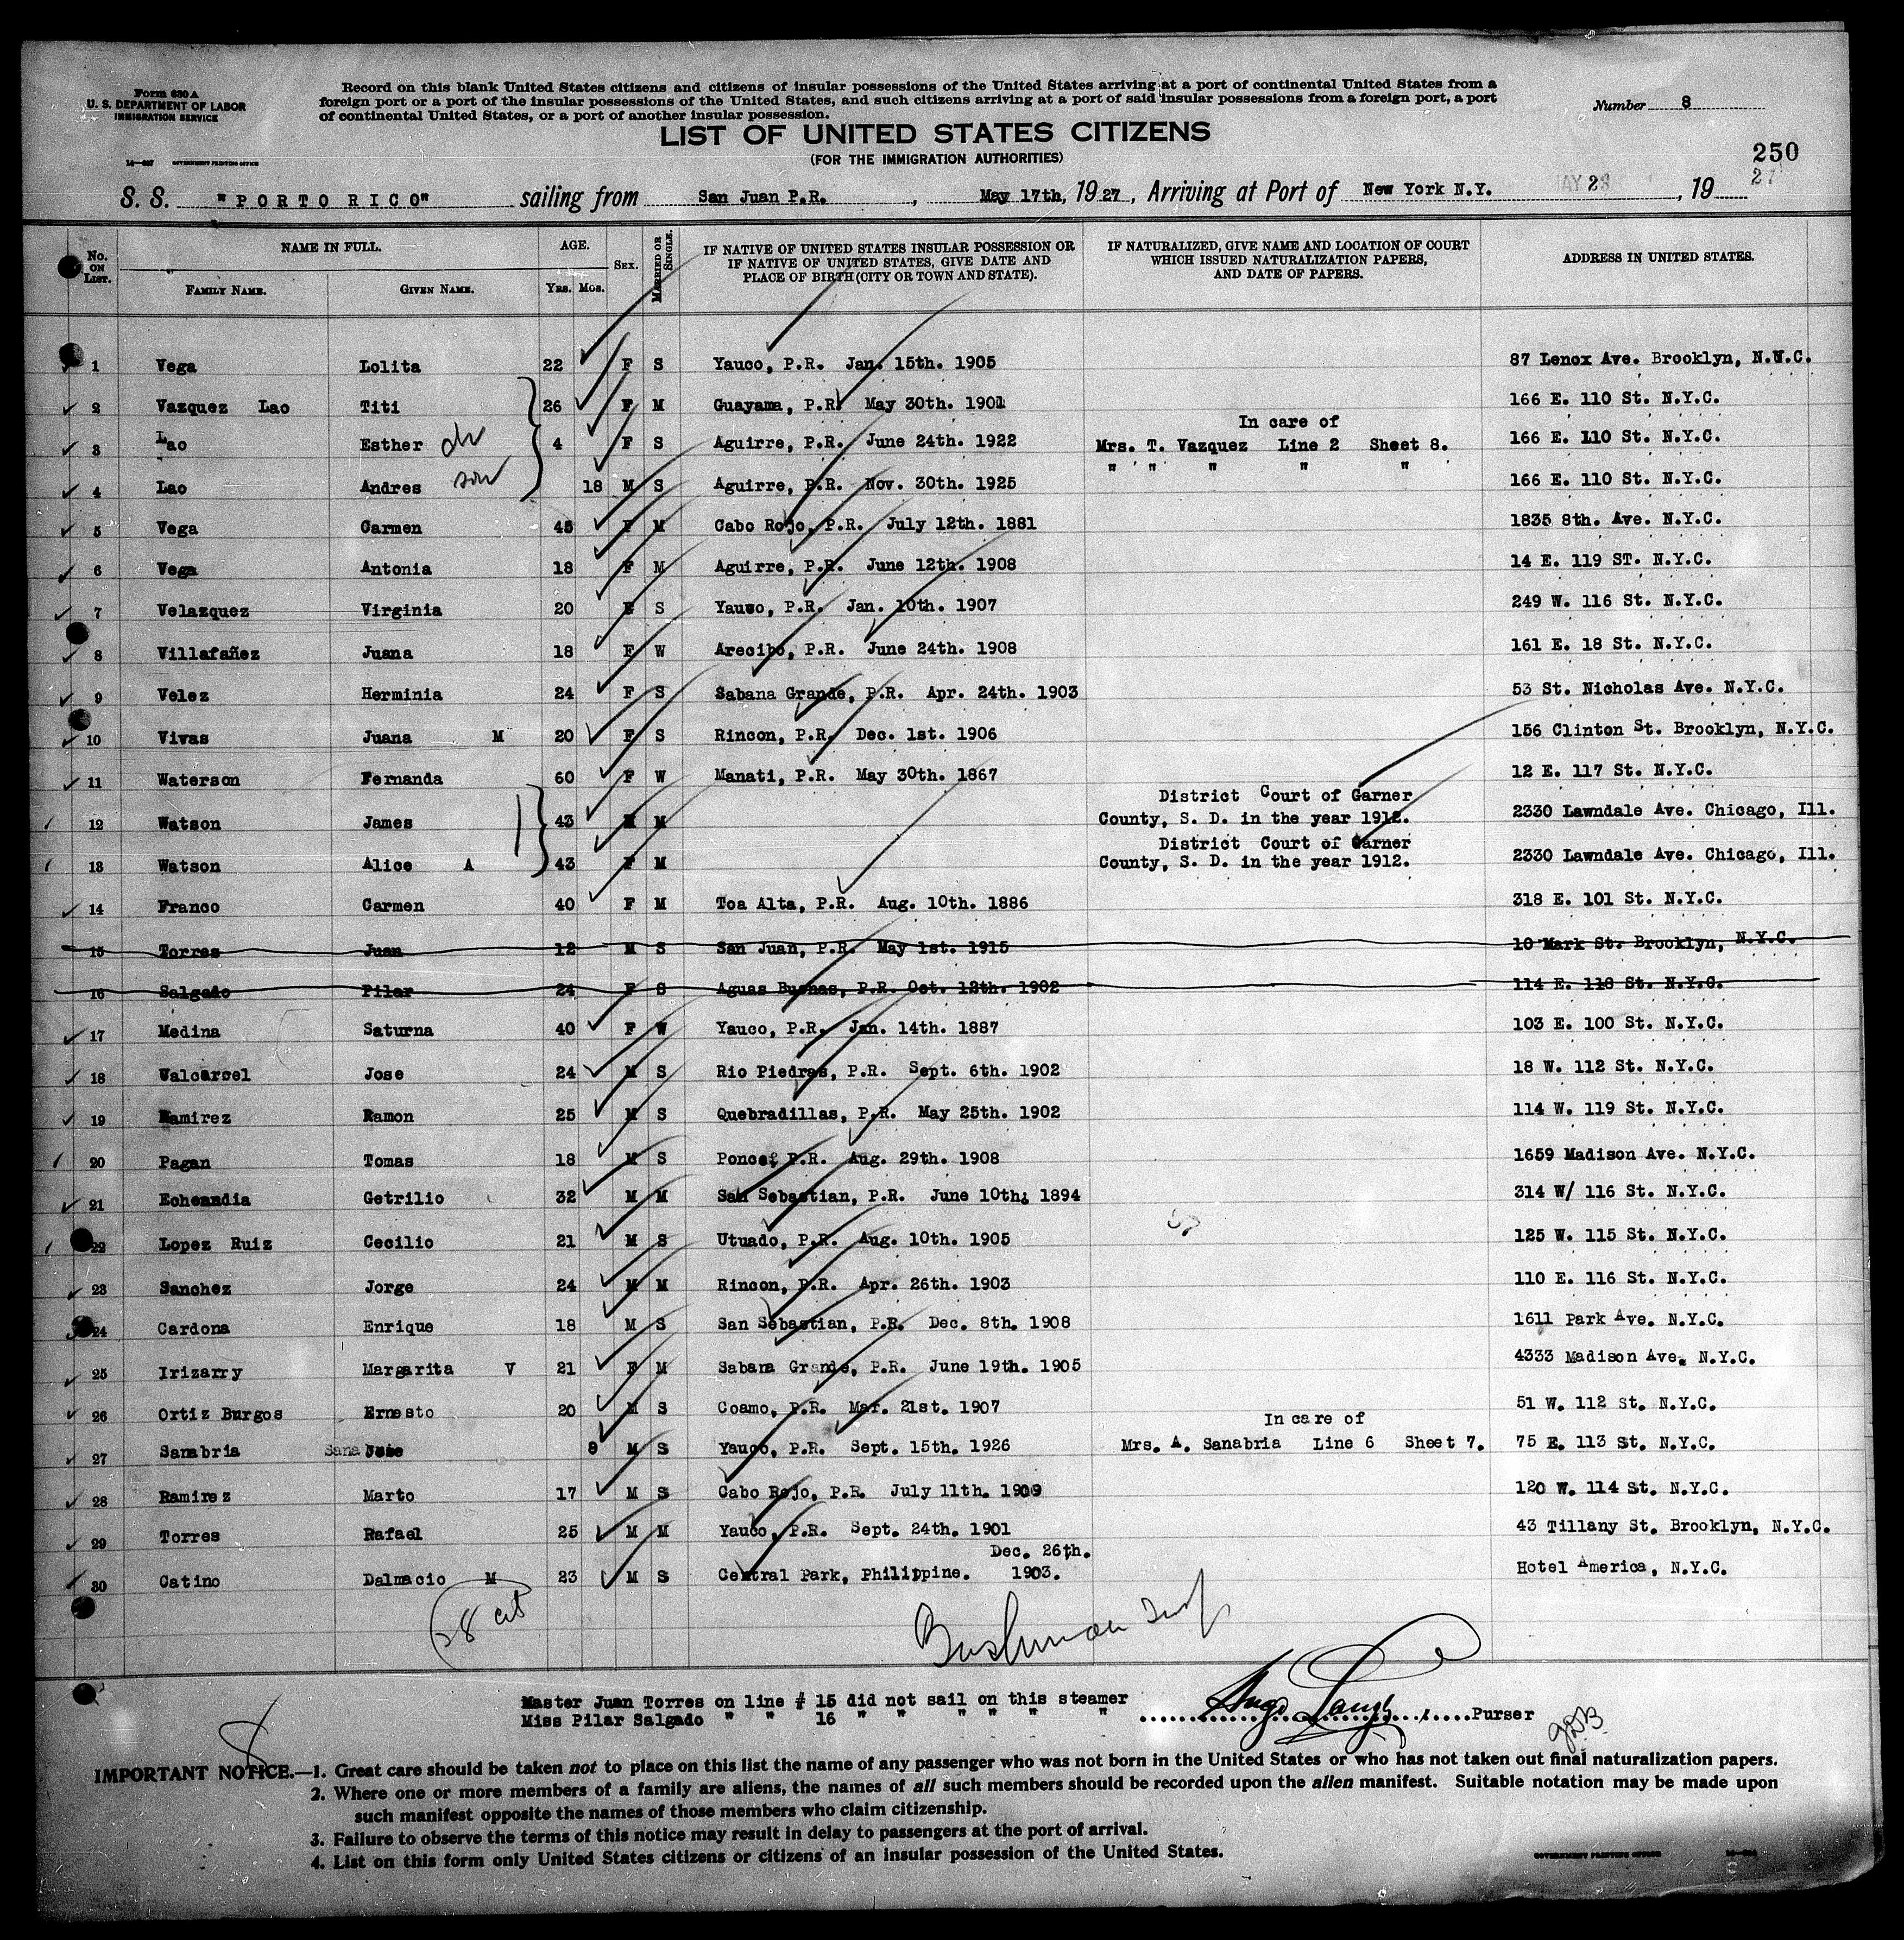 Form 630 A
U. S. DEPARTMENT OF LABOR
IMMIGRATION SERVICE
Record on this blank United States citizens and citizens of insular possessions of the United States arriving at a port of continental United States from a
foreign port or a port of the insular possessions of the United States, and such citizens arriving at a port of said insular possessions from a foreign port, a port
of continental United States, or a port of another insular possession.
Number 8
LIST OF UNITED STATES CITIZENS
(FOR THE IMMIGRATION AUTHORITIES)
GOVERNMENT PRINTING OFFICE
250
S. S. "PORTO RICO" sailing from San Juan P.R. , May 17th, 1927 , Arriving at Port of New York N.Y. , 19 27
No. ON LIST. NAME IN FULL. FAMILY NAME. GIVEN NAME. AGE. YRS. MOS. SEX. MARRIED OR SINGLE. IF NATIVE OF UNITED STATES INSULAR POSSESSION OR IF NATIVE OF UNITED STATES, GIVE DATE AND PLACE OF BIRTH (CITY OR TOWN AND STATE). IF NATURALIZED, GIVE NAME AND LOCATION OF COURT WHICH ISSUED NATURALIZATION PAPERS, AND DATE OF PAPERS. ADDRESS IN UNITED STATES.
1 Vega Lolita 22 F S Yauco, P.R. Jan. 15th. 1905 87 Lenox Ave. Brooklyn, N.W.C.
2 Vazquez Lao Titi 26 F M Guayama, P.R. May 30th. 1901 166 E. 110 St. N.Y.C.
In care of
3 Lao Esther 4 F S Aguirre, P.R. June 24th. 1922 Mrs. T. Vazquez Line 2 Sheet 8. 166 E. 110 St. N.Y.C.
4 Lao Andres son 18 M S Aguirre, P.R. Nov. 30th. 1925 " " " " " 166 E. 110 St. N.Y.C.
5 Vega Carmen 45 F M Cabo Rojo, P.R. July 12th. 1881 1835 8th. Ave. N.Y.C.
6 Vega Antonia 18 F M Aguirre, P.R. June 12th. 1908 14 E. 119 ST. N.Y.C.
7 Velazquez Virginia 20 F S Yauco, P.R. Jan. 10th. 1907 249 W. 116 St. N.Y.C.
8 Villafañez Juana 18 F W Arecibo, P.R. June 24th. 1908 161 E. 18 St. N.Y.C.
9 Velez Herminia 24 F S Sabana Grande, P.R. Apr. 24th. 1903 53 St. Nicholas Ave. N.Y.C.
10 Vivas Juana M 20 F S Rincon, P.R. Dec. 1st. 1906 156 Clinton St. Brooklyn, N.Y.C.
11 Waterson Fernanda 60 F W Manati, P.R. May 30th. 1867 12 E. 117 St. N.Y.C.
District Court of Garner
12 Watson James 43 M M County, S. D. in the year 1912. 2330 Lawndale Ave. Chicago, Ill.
District Court of Garner
13 Watson Alice A 43 F M County, S. D. in the year 1912. 2330 Lawndale Ave. Chicago, Ill.
14 Franco Carmen 40 F M Toa Alta, P.R. Aug. 10th. 1886 318 E. 101 St. N.Y.C.
15 Torres Juan 12 M S San Juan, P.R. May 1st. 1915 10 Mark St. Brooklyn, N.Y.C.
16 Salgado Pilar 24 F S Aguas Buenas, P.R. Oct. 12th. 1902 114 E. 118 St. N.Y.C.
17 Medina Saturna 40 F W Yauco, P.R. Jan. 14th. 1887 103 E. 100 St. N.Y.C.
18 Valcarsel Jose 24 M S Rio Piedras, P.R. Sept. 6th. 1902 18 W. 112 St. N.Y.C.
19 Ramirez Ramon 25 M S Quebradillas, P.R. May 25th. 1902 114 W. 119 St. N.Y.C.
20 Pagan Tomas 18 M S Ponce, P.R. Aug. 29th. 1908 1659 Madison Ave. N.Y.C.
21 Echeandia Getrilio 32 M M San Sebastian, P.R. June 10th. 1894 314 W/ 116 St. N.Y.C.
22 Lopez Ruiz Cecilio 21 M S Utuado, P.R. Aug. 10th. 1905 125 W. 115 St. N.Y.C.
23 Sanchez Jorge 24 M M Rincon, P.R. Apr. 26th. 1903 110 E. 116 St. N.Y.C.
24 Cardona Enrique 18 M S San Sebastian, P.R. Dec. 8th. 1908 1611 Park Ave. N.Y.C.
25 Irizarry Margarita V 21 F M Sabana Grande, P.R. June 19th. 1905 4333 Madison Ave. N.Y.C.
26 Ortiz Burgos Ernesto 20 M S Coamo, P.R. Mar. 21st. 1907 51 W. 112 St. N.Y.C.
In care of
27 Sanabria Jose 8 M S Yauco, P.R. Sept. 15th. 1926 Mrs. A. Sanabria Line 6 Sheet 7. 75 E. 113 St. N.Y.C.
28 Ramirez Marto 17 M S Cabo Rojo, P.R. July 11th. 1909 120 W. 114 St. N.Y.C.
29 Torres Rafael 25 M M Yauco, P.R. Sept. 24th. 1901 43 Tillany St. Brooklyn, N.Y.C.
Dec. 26th.
30 Catino Dalmacio M 23 M S Central Park, Philippine. 1903. Hotel America, N.Y.C.
28 cit
Master Juan Torres on line # 15 did not sail on this steamer
Miss Pilar Salgado " " 16 " " " " " " Purser
IMPORTANT NOTICE.—1. Great care should be taken not to place on this list the name of any passenger who was not born in the United States or who has not taken out final naturalization papers.
2. Where one or more members of a family are aliens, the names of all such members should be recorded upon the alien manifest. Suitable notation may be made upon
such manifest opposite the names of those members who claim citizenship.
3. Failure to observe the terms of this notice may result in delay to passengers at the port of arrival.
4. List on this form only United States citizens or citizens of an insular possession of the United States.
GOVERNMENT PRINTING OFFICE